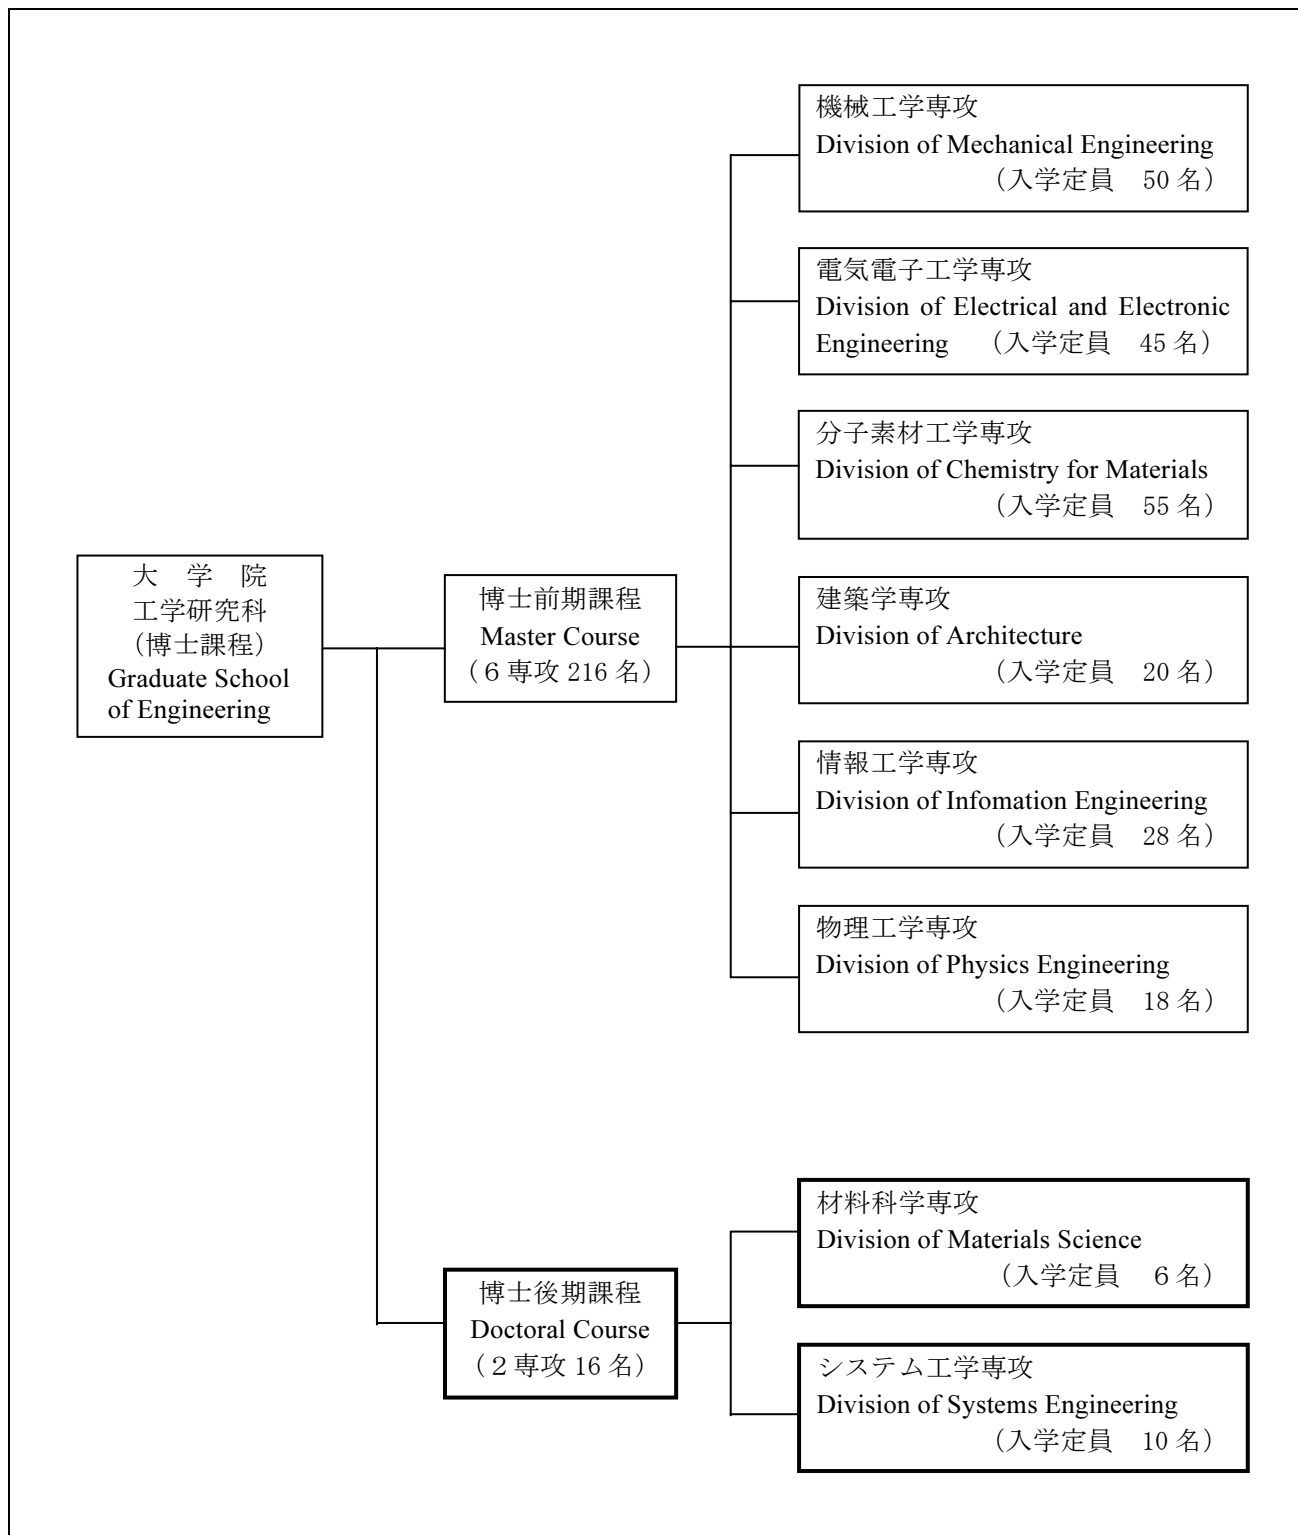 大　学　院
工学研究科
（博士課程）
Graduate School
of Engineering
博士前期課程
Master Course
（６専攻 216 名）
機械工学専攻
Division of Mechanical Engineering
（入学定員　50 名）
電気電子工学専攻
Division of Electrical and Electronic
Engineering　（入学定員　45 名）
分子素材工学専攻
Division of Chemistry for Materials
（入学定員　55 名）
建築学専攻
Division of Architecture
（入学定員　20 名）
情報工学専攻
Division of Infomation Engineering
（入学定員　28 名）
物理工学専攻
Division of Physics Engineering
（入学定員　18 名）
博士後期課程
Doctoral Course
（２専攻 16 名）
材料科学専攻
Division of Materials Science
（入学定員　６名）
システム工学専攻
Division of Systems Engineering
（入学定員　10 名）